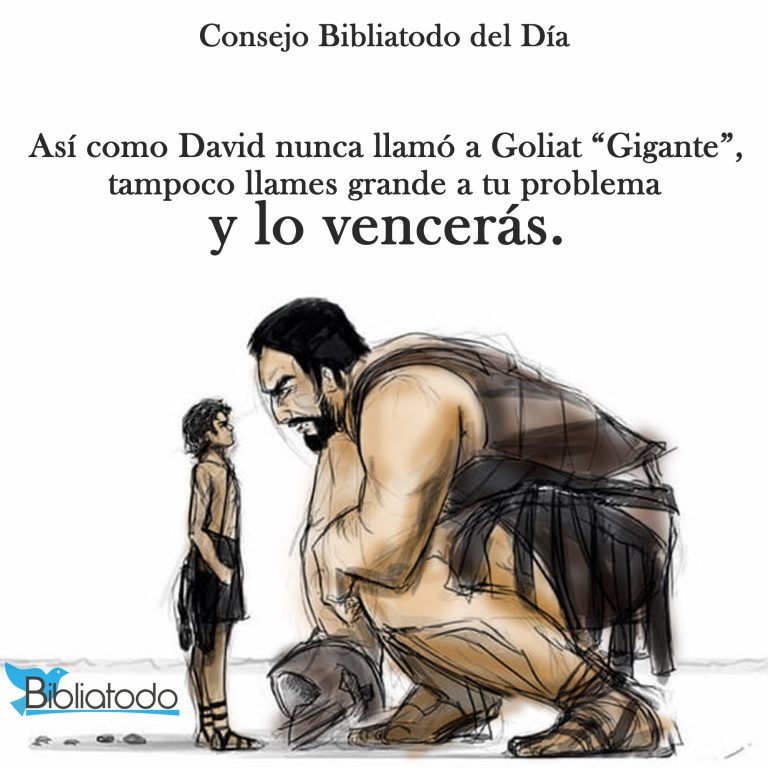 Consejo Bibliatodo del Día
Así como David nunca llamó a Goliat “Gigante”,
tampoco llames grande a tu problema
y lo vencerás.
Bibliatodo